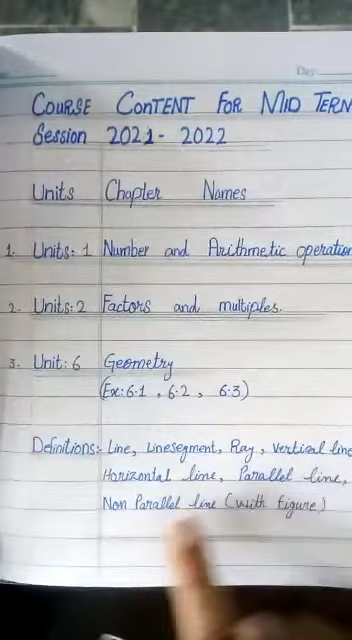 Day:
COURSE CONTENT FOR MID TERM
Session 2021- 2022
Units Chapter Names
1. Units: 1 Number and Arithmetic operation
2. Units: 2 Factors and multiples.
3. Unit: 6 Geometry
(Ex: 6.1 , 6.2 , 6.3)
Definitions:- Line, Linesegment, Ray, Vertical line
Horizontal line, Parallel line,
Non Parallel line (with figure)